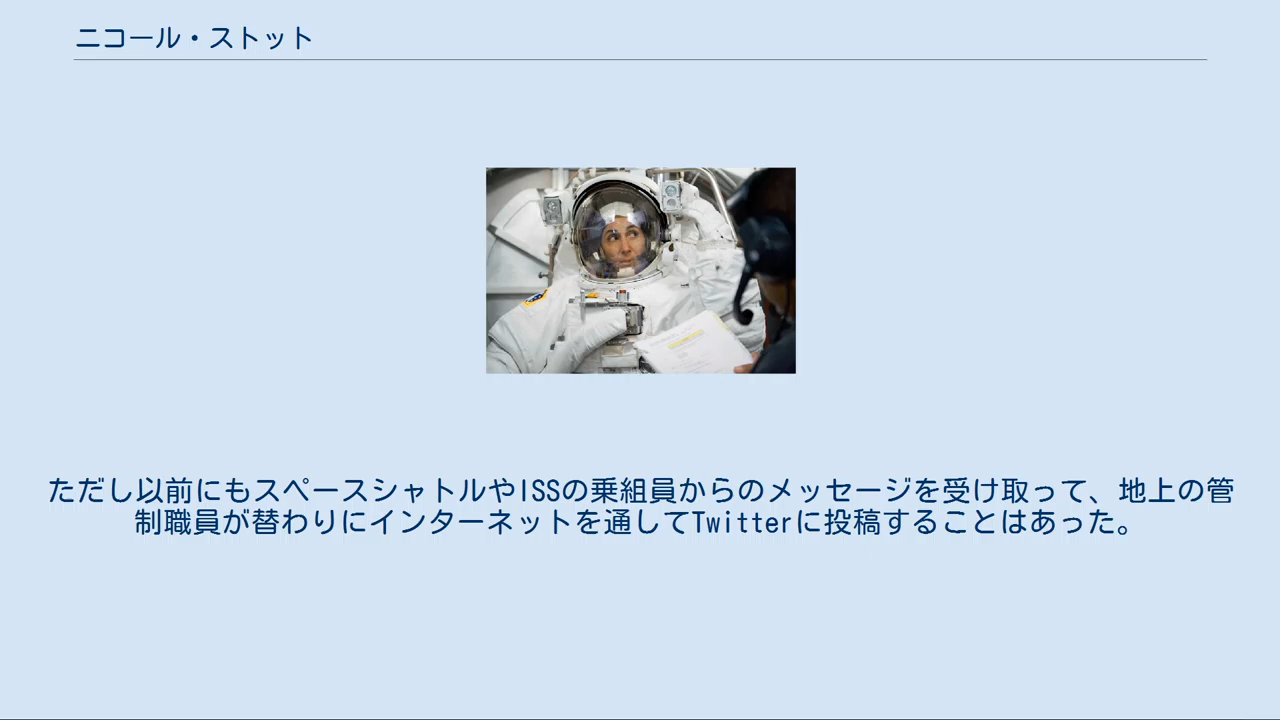 ニコール・ストット
ただし以前にもスペースシャトルやISSの乗組員からのメッセージを受け取って、地上の管
制職員が替わりにインターネットを通してTwitterに投稿することはあった。